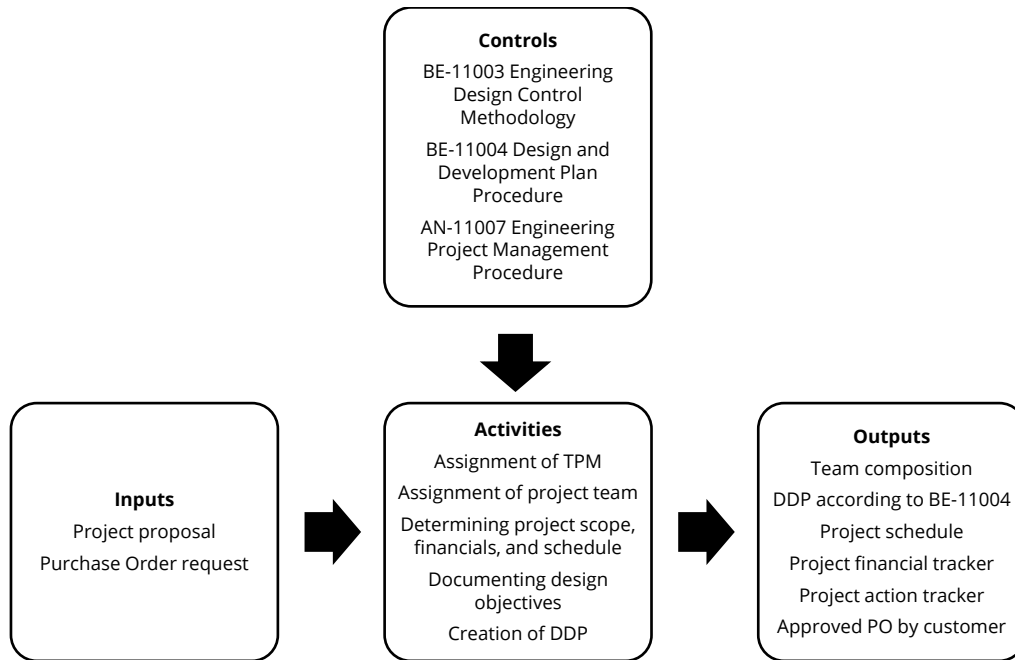 Controls
BE-11003 Engineering
Design Control
Methodology
BE-11004 Design and
Development Plan
Procedure
AN-11007 Engineering
Project Management
Procedure
Inputs
Project proposal
Purchase Order request
Activities
Assignment of TPM
Assignment of project team
Determining project scope,
financials, and schedule
Documenting design
objectives
Creation of DDP
Outputs
Team composition
DDP according to BE-11004
Project schedule
Project financial tracker
Project action tracker
Approved PO by customer